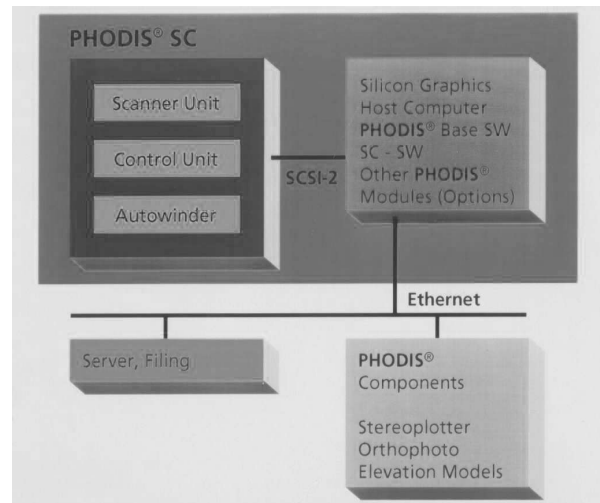 PHODIS® SC
Scanner Unit
Control Unit
Autowinder
SCSI-2
Silicon Graphics
Host Computer
PHODIS® Base SW
SC - SW
Other PHODIS®
Modules (Options)
Ethernet
Server, Filing
PHODIS®
Components
Stereoplotter
Orthophoto
Elevation Models